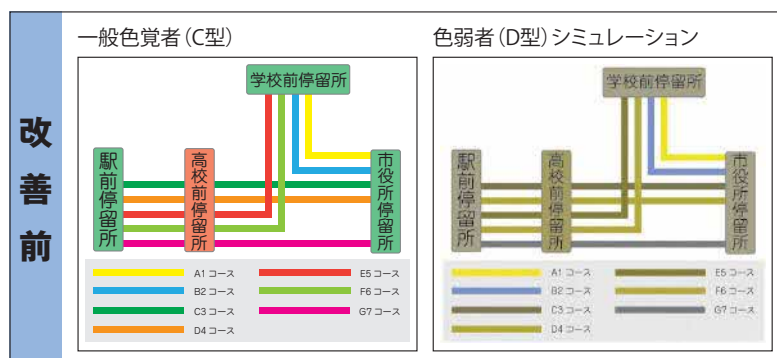 改善前
一般色覚者（C型）
学校前停留所
駅前停留所
高校前停留所
市役所停留所
A1 コース
E5 コース
B2 コース
F6 コース
C3 コース
G7 コース
D4 コース
色弱者（D型）シミュレーション
学校前停留所
駅前停留所
高校前停留所
市役所停留所
A1 コース
E5 コース
B2 コース
F6 コース
C3 コース
G7 コース
D4 コース